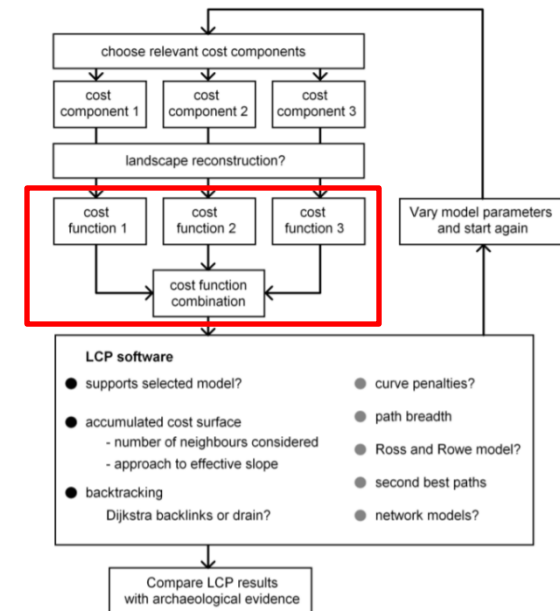 choose relevant cost components
cost
component 1
cost
component 2
cost
component 3
landscape reconstruction?
cost
function 1
cost
function 2
cost
function 3
Vary model parameters
and start again
cost function
combination
LCP software
supports selected model?
accumulated cost surface
- number of neighbours considered
- approach to effective slope
backtracking
Dijkstra backlinks or drain?
curve penalties?
path breadth
Ross and Rowe model?
second best paths
network models?
Compare LCP results
with archaeological evidence